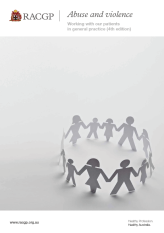 RACGP
Abuse and violence
Working with our patients
in general practice (4th edition)
www.racgp.org.au
Healthy Profession.
Healthy Australia.